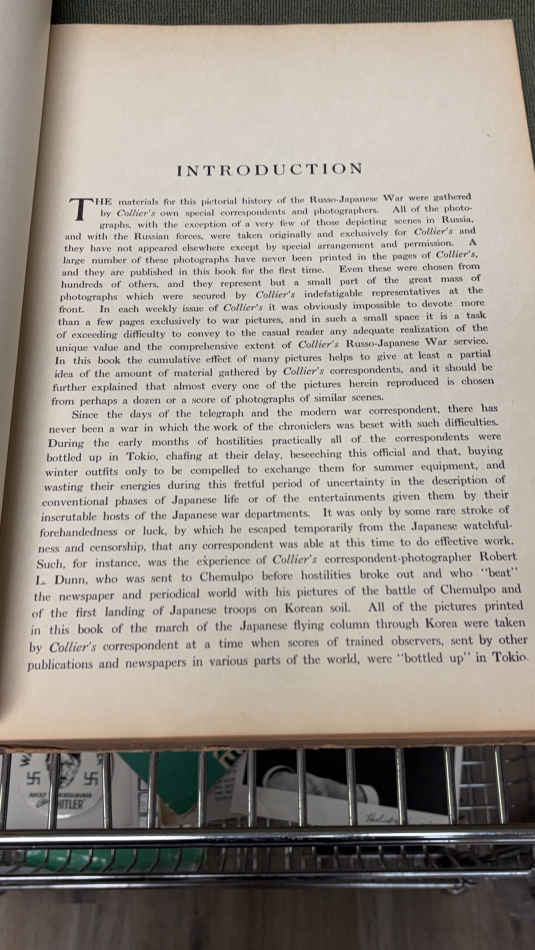 INTRODUCTION
THE materials for this pictorial history of the Russo-Japanese War were gathered
by Collier's own special correspondents and photographers. All of the photo-
graphs, with the exception of a very few of those depicting scenes in Russia,
and with the Russian forces, were taken originally and exclusively for Collier's and
they have not appeared elsewhere except by special arrangement and permission. A
large number of these photographs have never been printed in the pages of Collier's,
and they are published in this book for the first time. Even these were chosen from
hundreds of others, and they represent but a small part of the great mass of
photographs which were secured by Collier's indefatigable representatives at the
front. In each weekly issue of Collier's it was obviously impossible to devote more
than a few pages exclusively to war pictures, and in such a small space it is a task
of exceeding difficulty to convey to the casual reader any adequate realization of the
unique value and the comprehensive extent of Collier's Russo-Japanese War service.
In this book the cumulative effect of many pictures helps to give at least a partial
idea of the amount of material gathered by Collier's correspondents, and it should be
further explained that almost every one of the pictures herein reproduced is chosen
from perhaps a dozen or a score of photographs of similar scenes.
Since the days of the telegraph and the modern war correspondent, there has
never been a war in which the work of the chroniclers was beset with such difficulties.
During the early months of hostilities practically all of the correspondents were
bottled up in Tokio, chafing at their delay, beseeching this official and that, buying
winter outfits only to be compelled to exchange them for summer equipment, and
wasting their energies during this fretful period of uncertainty in the description of
conventional phases of Japanese life or of the entertainments given them by their
inscrutable hosts of the Japanese war departments. It was only by some rare stroke of
forehandedness or luck, by which he escaped temporarily from the Japanese watchful-
ness and censorship, that any correspondent was able at this time to do effective work.
Such, for instance, was the experience of Collier's correspondent-photographer Robert
L. Dunn, who was sent to Chemulpo before hostilities broke out and who "beat"
the newspaper and periodical world with his pictures of the battle of Chemulpo and
of the first landing of Japanese troops on Korean soil. All of the pictures printed
in this book of the march of the Japanese flying column through Korea were taken
by Collier's correspondent at a time when scores of trained observers, sent by other
publications and newspapers in various parts of the world, were "bottled up" in Tokio.
HITLER